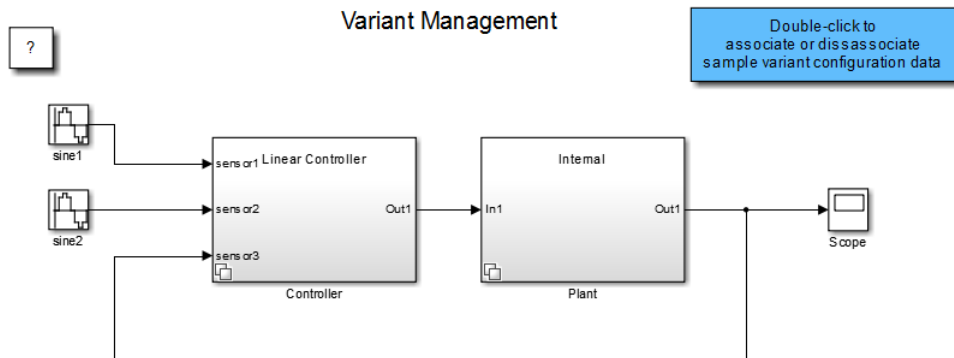 Variant Management
?
Double-click to
associate or dissassociate
sample variant configuration data
sine1
sine2
Linear Controller
sensor1
sensor2
sensor3
Out1
Controller
Internal
In1
Out1
Plant
Scope